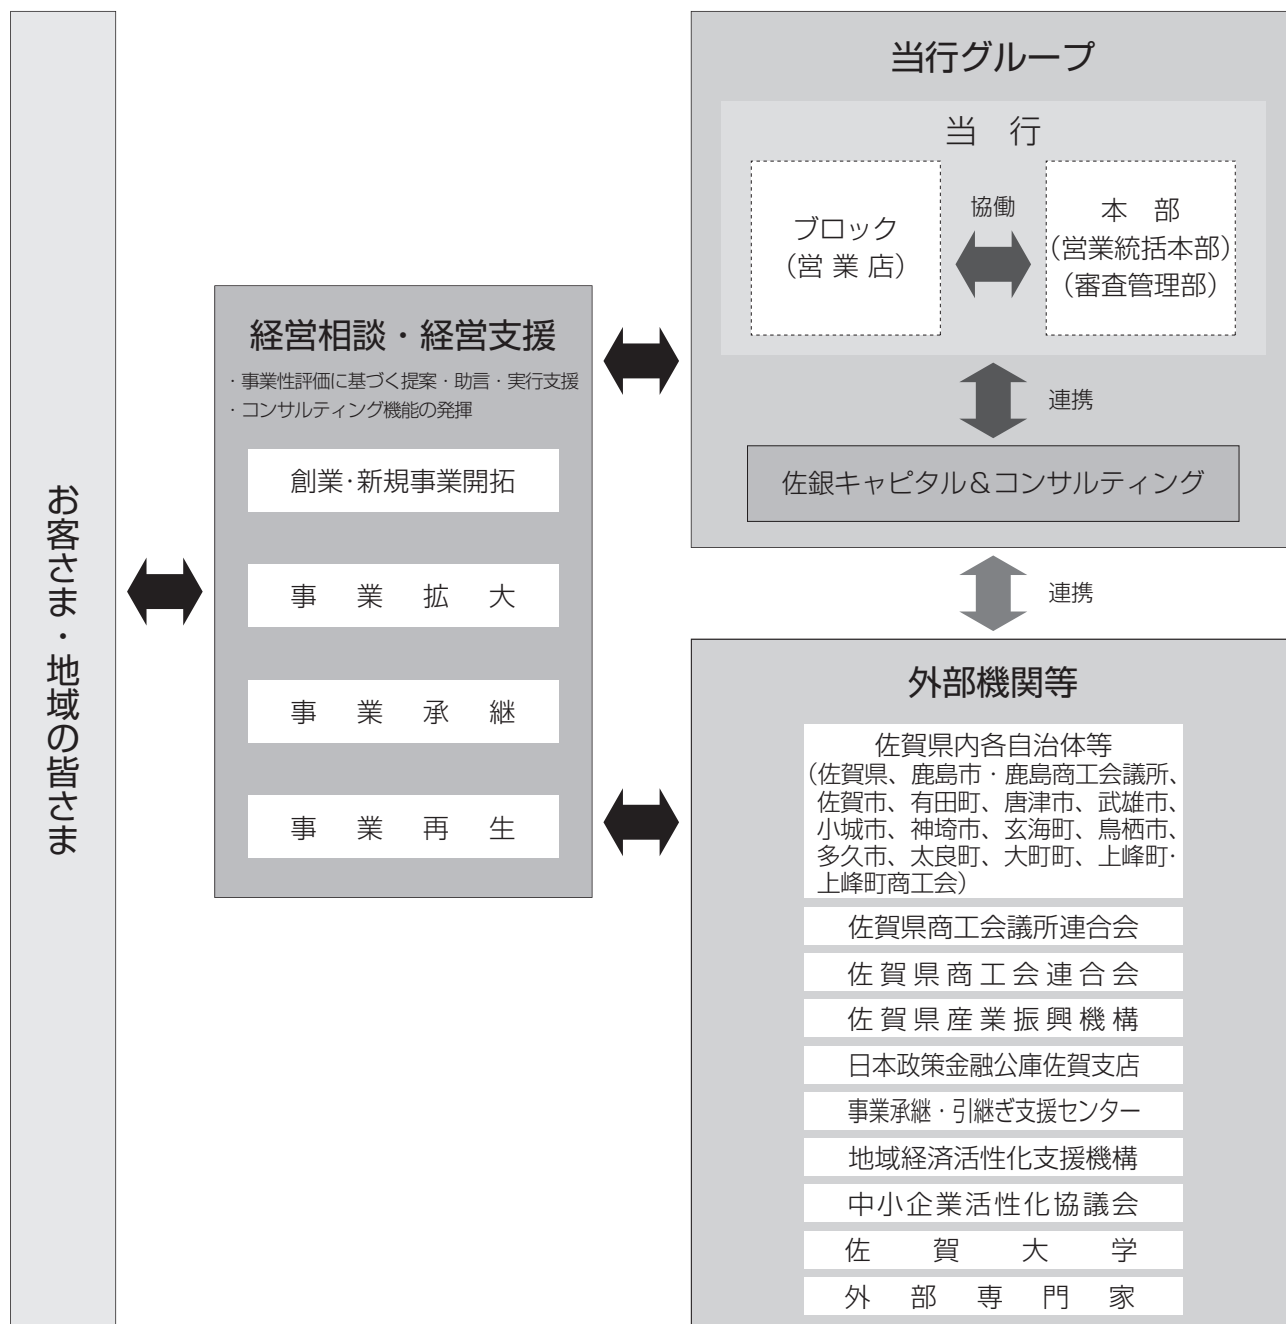 お客さま・地域の皆さま
経営相談・経営支援
・事業性評価に基づく提案・助言・実行支援
・コンサルティング機能の発揮
創業・新規事業開拓
事業拡大
事業承継
事業再生
当行グループ
当 行
ブロック
(営業店)
協働
本 部
(営業統括本部)
(審査管理部)
連携
佐銀キャピタル&コンサルティング
連携
外部機関等
佐賀県内各自治体等
(佐賀県、鹿島市・鹿島商工会議所、
佐賀市、有田町、唐津市、武雄市、
小城市、神埼市、玄海町、鳥栖市、
多久市、太良町、大町町、上峰町・
上峰町商工会)
佐賀県商工会議所連合会
佐賀県商工会連合会
佐賀県産業振興機構
日本政策金融公庫佐賀支店
事業承継・引継ぎ支援センター
地域経済活性化支援機構
中小企業活性化協議会
佐賀大学
外部専門家